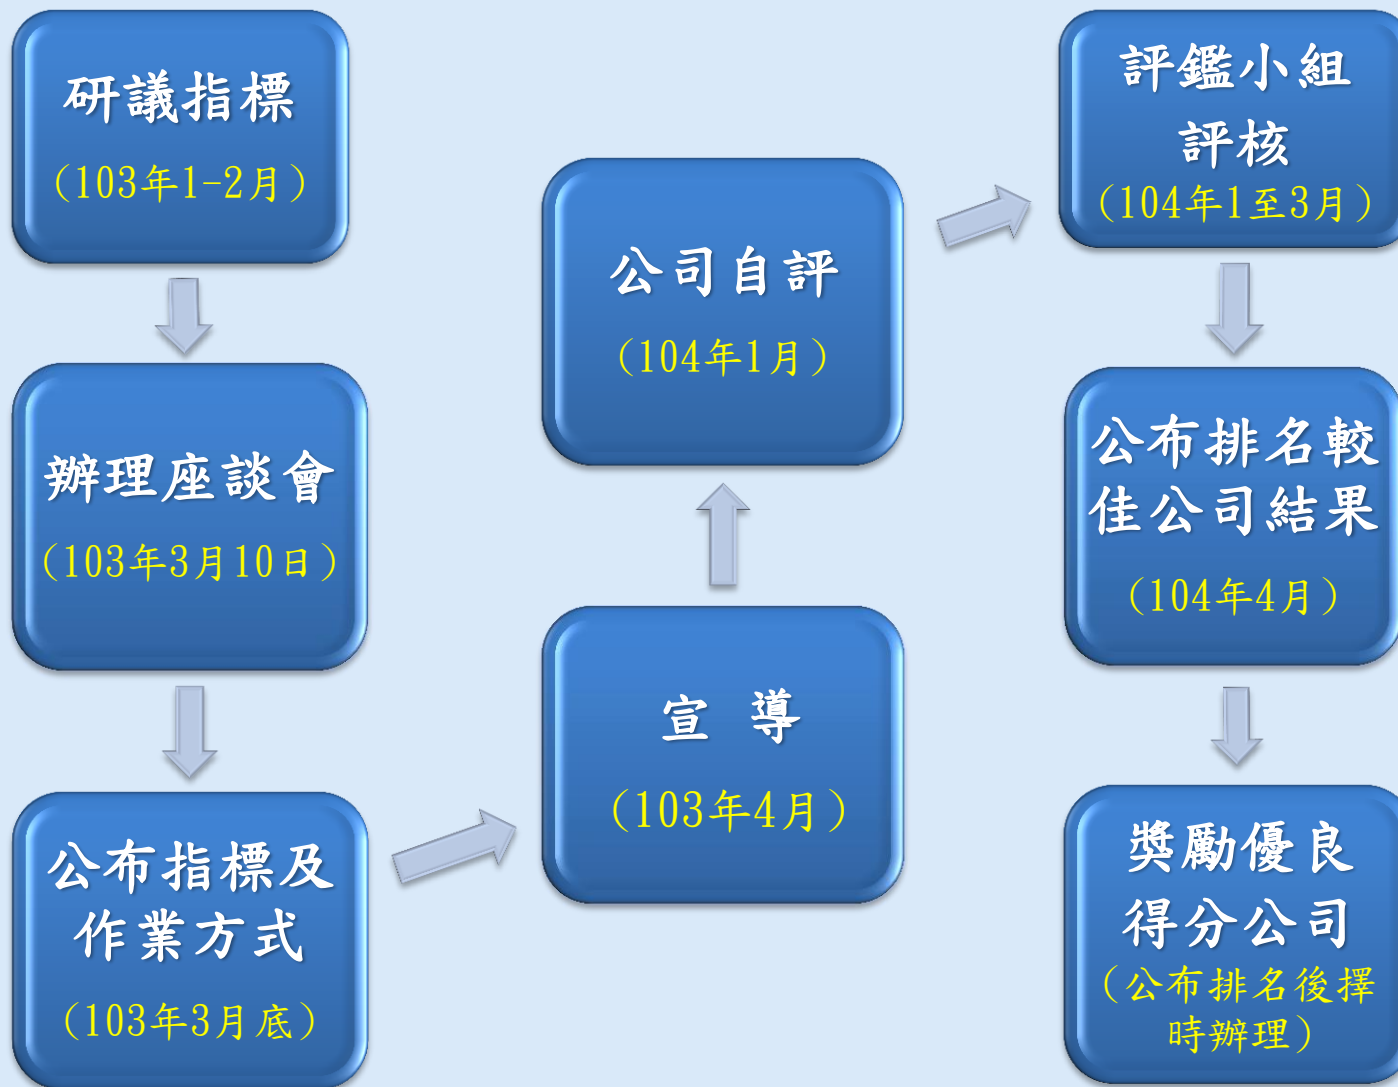 研議指標
（103年1-2月）
辦理座談會
（103年3月10日）
公布指標及
作業方式
（103年3月底）
宣 導
（103年4月）
公司自評
（104年1月）
評鑑小組
評核
（104年1至3月）
公布排名較
佳公司結果
（104年4月）
獎勵優良
得分公司
（公布排名後擇
時辦理）